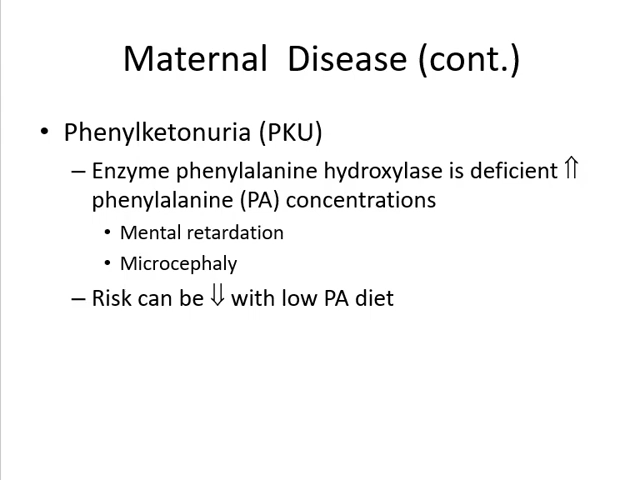 Maternal  Disease (cont.)
• Phenylketonuria (PKU)
– Enzyme phenylalanine hydroxylase is deficient ⇑
phenylalanine (PA) concentrations
• Mental retardation
• Microcephaly
– Risk can be ⇓ with low PA diet